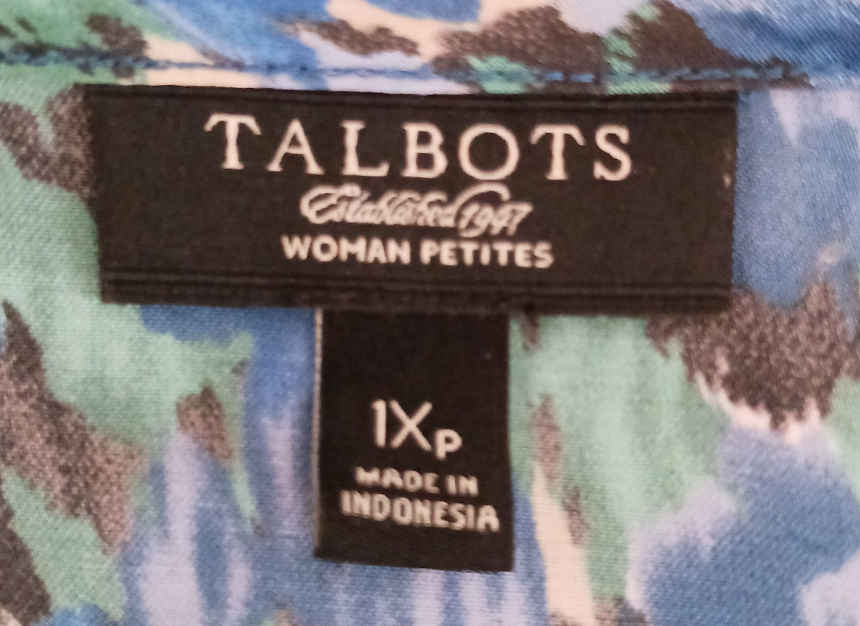 TALBOTS
Established 1947
WOMAN PETITES
1XP
MADE IN
INDONESIA